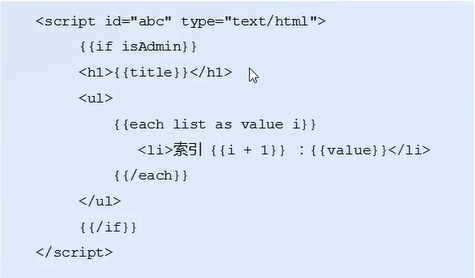 <script id="abc" type="text/html">
{{if isAdmin}}
<h1>{{title}}</h1>
<ul>
{{each list as value i}}
<li>索引 {{i + 1}} ：{{value}}</li>
{{/each}}
</ul>
{{/if}}
</script>